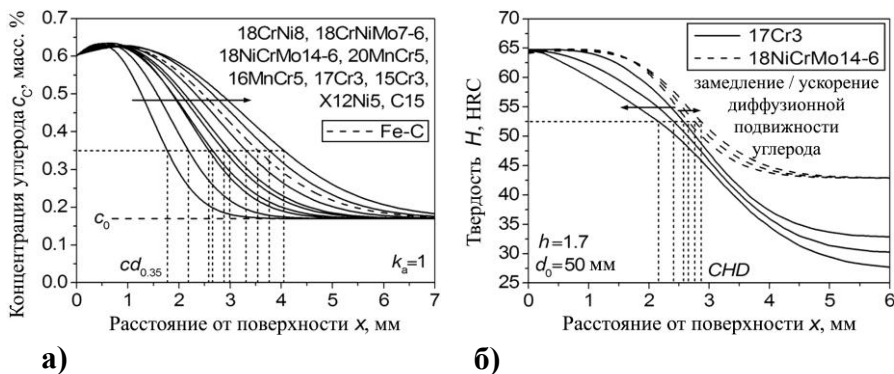 Концентрация углерода c_C, масс. %
0.7
0.6
0.5
0.4
0.3
0.2
0.1
0.0
18CrNi8, 18CrNiMo7-6,
18NiCrMo14-6, 20MnCr5,
16MnCr5, 17Cr3, 15Cr3,
X12Ni5, C15
Fe-C
c_0
cd_0.35
k_a=1
0 1 2 3 4 5 6 7
Расстояние от поверхности x, мм
а)
Твердость H, HRC
70
65
60
55
50
45
40
35
30
25
17Cr3
18NiCrMo14-6
замедление / ускорение
диффузионной
подвижности
углерода
h=1.7
d_0=50 мм
CHD
0 1 2 3 4 5 6
Расстояние от поверхности x, мм
б)